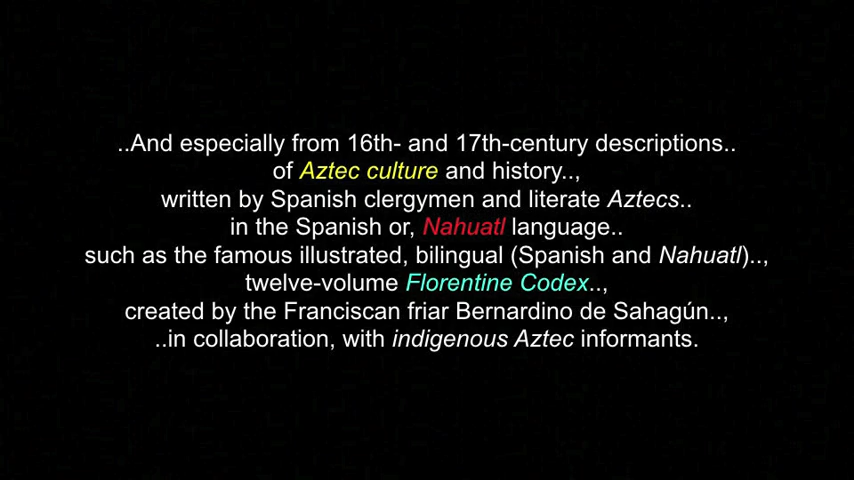 ..And especially from 16th- and 17th-century descriptions..
of Aztec culture and history..,
written by Spanish clergymen and literate Aztecs..
in the Spanish or, Nahuatl language..
such as the famous illustrated, bilingual (Spanish and Nahuatl)..,
twelve-volume Florentine Codex..,
created by the Franciscan friar Bernardino de Sahagún..,
..in collaboration, with indigenous Aztec informants.